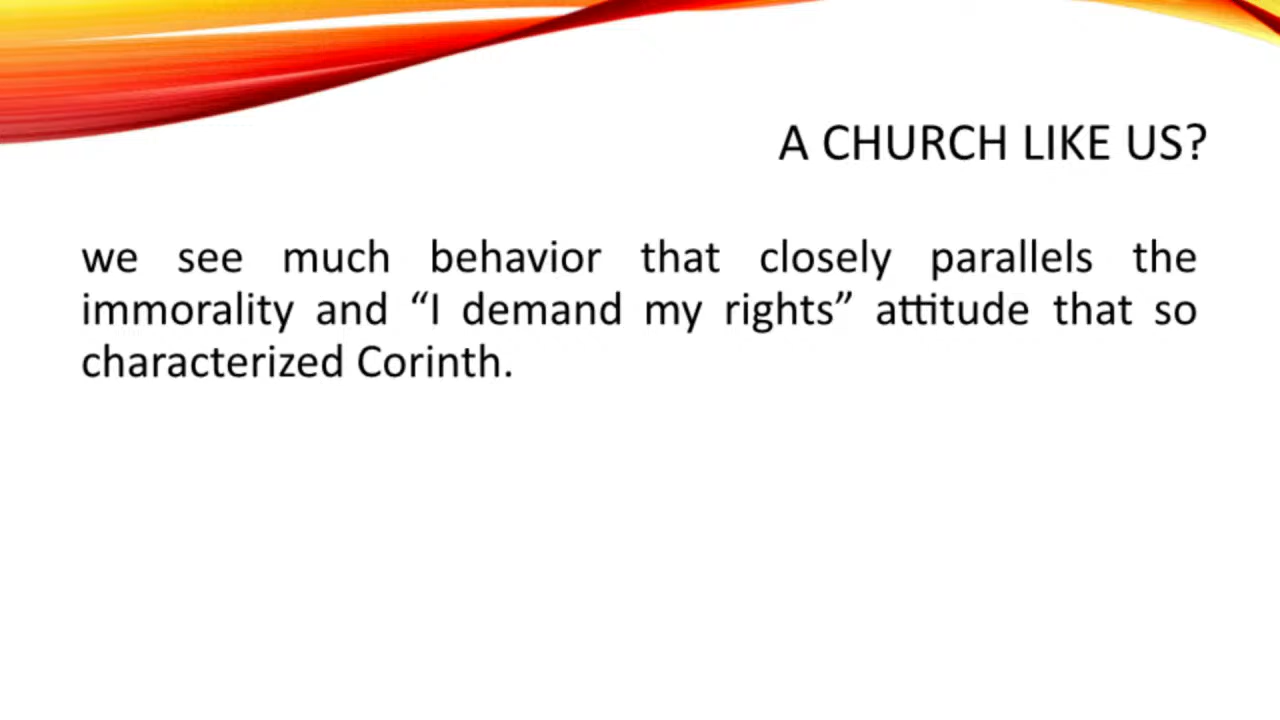 A CHURCH LIKE US?
we see much behavior that closely parallels the
immorality and “I demand my rights” attitude that so
characterized Corinth.